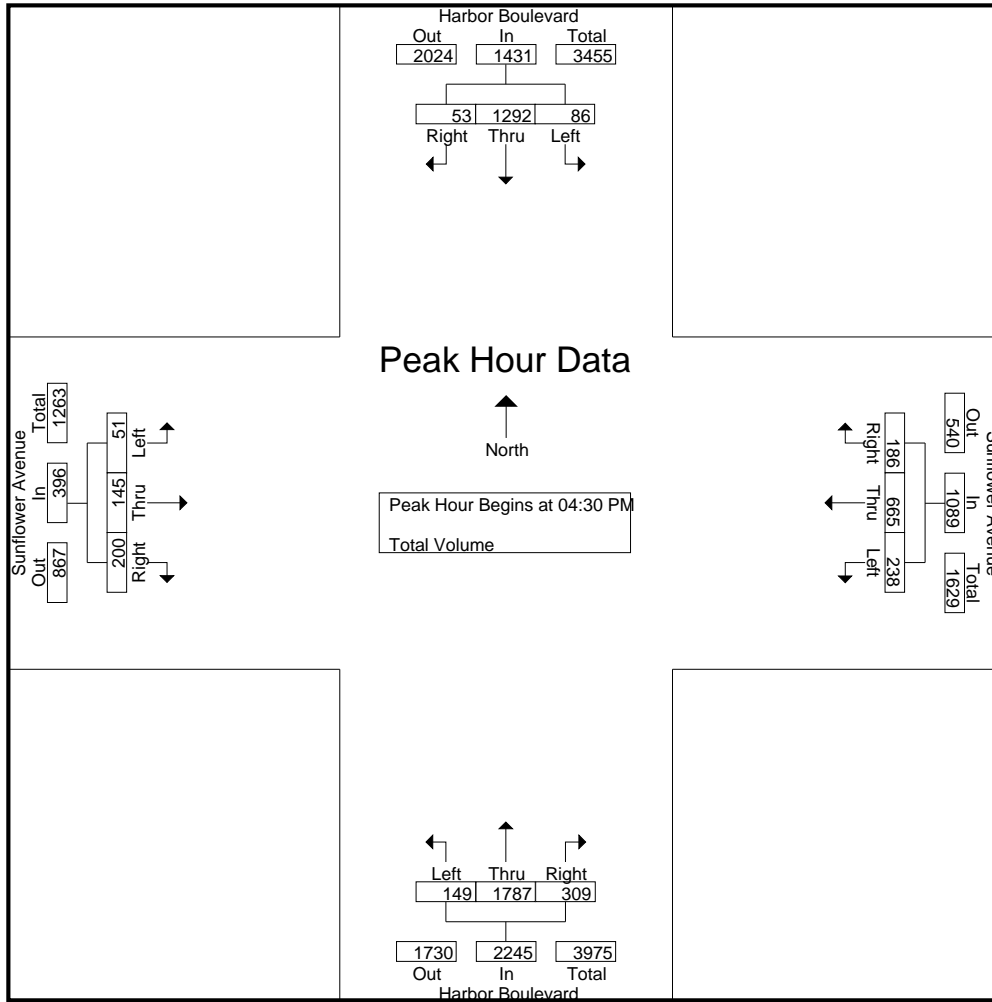 Harbor Boulevard
Out In Total
2024 1431 3455
53 1292 86
Right Thru Left
Peak Hour Data
North
Peak Hour Begins at 04:30 PM
Total Volume
Sunflower Avenue
Total In Out
1263 396 867
51 145 200
Left Thru Right
Sunflower Avenue
Out In Total
540 1089 1629
186 665 238
Right Thru Left
Left Thru Right
149 1787 309
1730 2245 3975
Out In Total
Harbor Boulevard